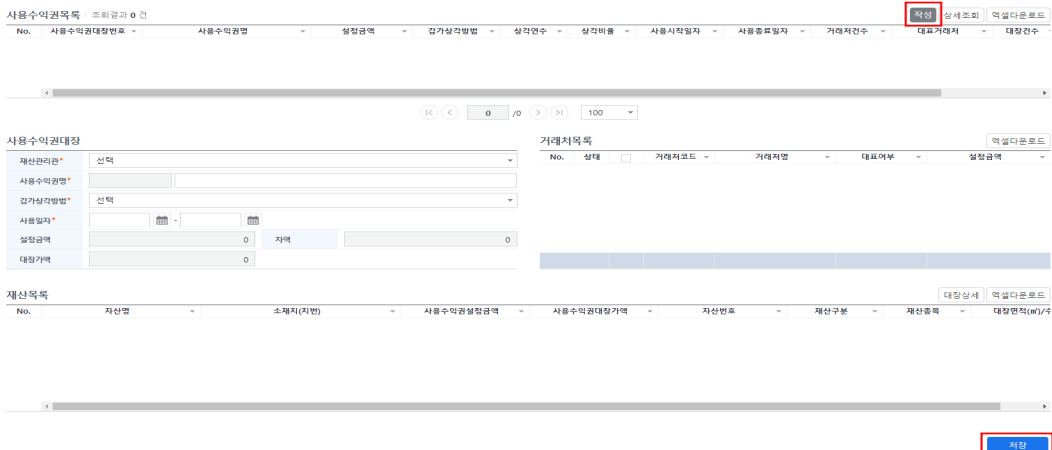 사용수익권목록 | 조회결과 0 건 작성 상세조회 엑셀다운로드
No. 사용수익권대장번호 사용수익권명 설정금액 감가상각방법 상각연수 상각비율 사용시작일자 사용종료일자 거래처건수 대표거래처 대장건수
0 /0 100
사용수익권대장
재산관리관* 선택
사용수익권명*
감가상각방법* 선택
사용일자* -
설정금액 0 차액 0
대장가액 0
거래처목록 엑셀다운로드
No. 상태 거래처코드 거래처명 대표여부 설정금액
재산목록 대장상세 엑셀다운로드
No. 자산명 소재지(지번) 사용수익권설정금액 사용수익권대장가액 자산번호 재산구분 재산종목 대장면적(㎡)/수
저장